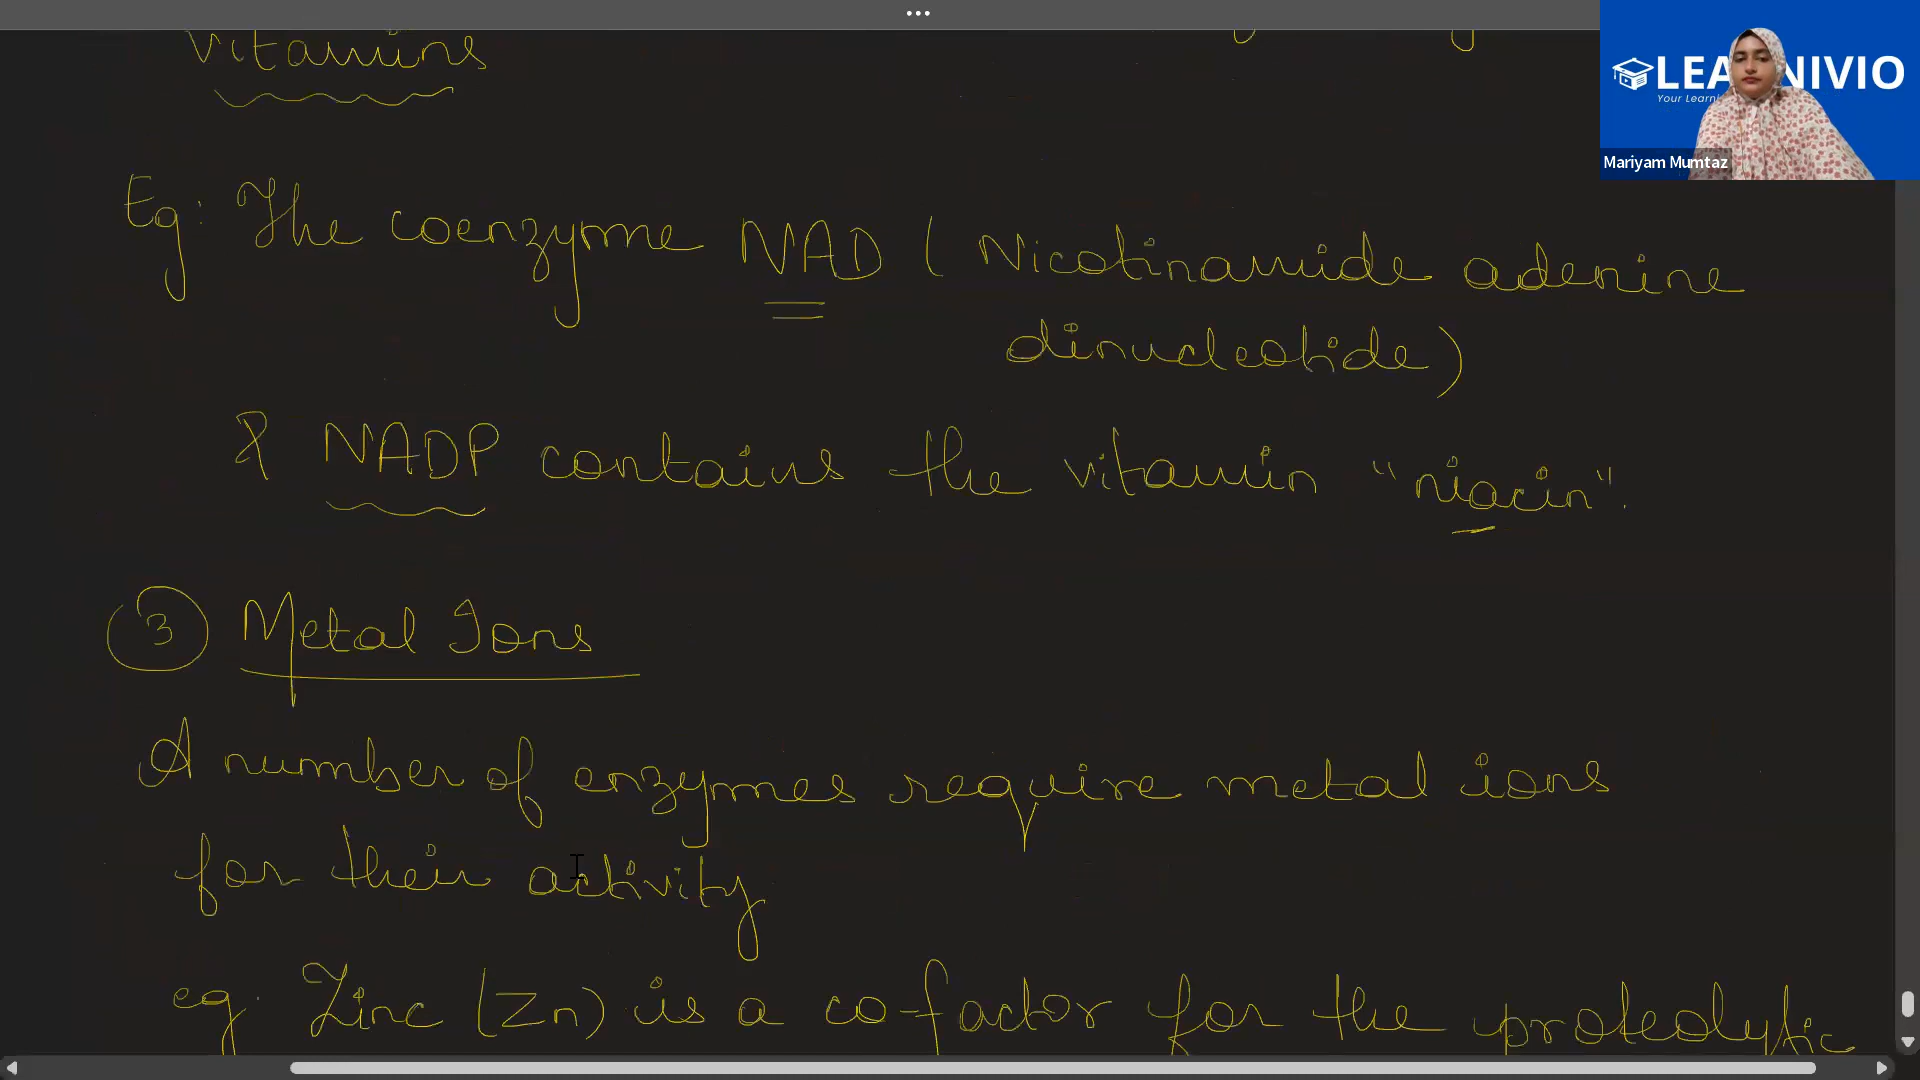 vitamins
Eg: The coenzyme NAD (Nicotinamide adenine
dinucleotide)
& NADP contains the vitamin "niacin".
3 Metal Ions
A number of enzymes require metal ions
for their activity
eg. Zinc (Zn) is a co-factor for the proteolytic
LEA NIVIO
Your Learni
Mariyam Mumtaz